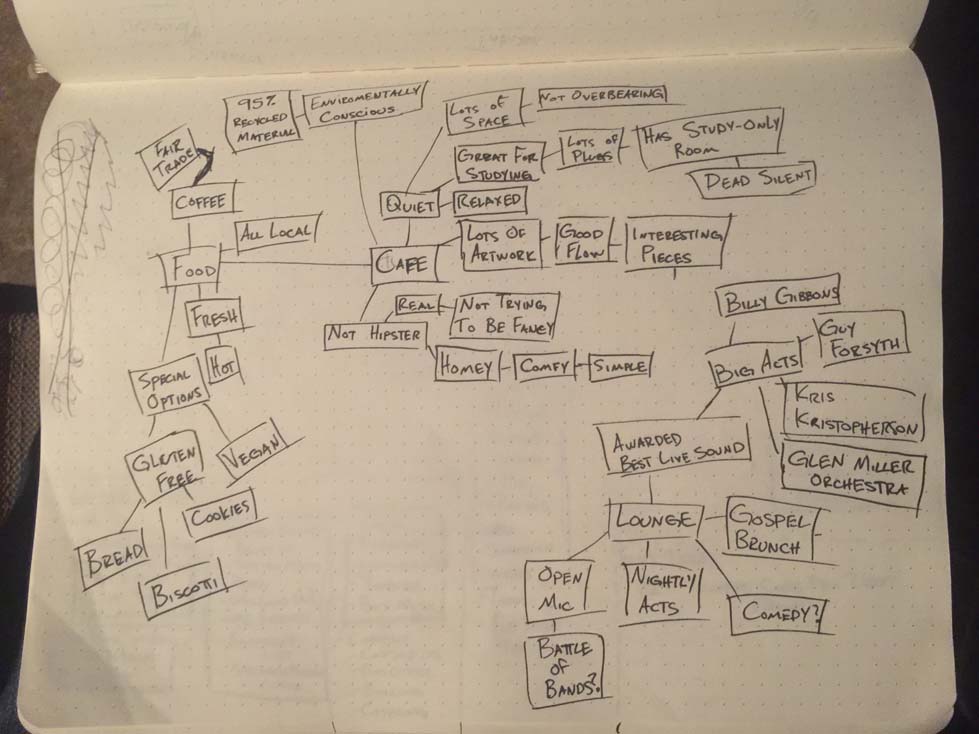 95%
RECYCLED
MATERIAL
ENVIROMENTALLY
CONSCIOUS
LOTS OF
SPACE
NOT OVERBEARING
FAIR
TRADE
COFFEE
GREAT FOR
STUDYING
LOTS OF
PLUGS
HAS STUDY-ONLY
ROOM
DEAD SILENT
QUIET
RELAXED
ALL LOCAL
FOOD
CAFE
LOTS OF
ARTWORK
GOOD
FLOW
INTERESTING
PIECES
FRESH
HOT
NOT HIPSTER
REAL
NOT TRYING
TO BE FANCY
HOMEY
COMFY
SIMPLE
SPECIAL
OPTIONS
GLUTEN
FREE
VEGAN
COOKIES
BREAD
BISCOTTI
BILLY GIBBONS
BIG ACTS
GUY
FORSYTH
KRIS
KRISTOPHERSON
GLEN MILLER
ORCHESTRA
AWARDED
BEST LIVE SOUND
LOUNGE
GOSPEL
BRUNCH
OPEN
MIC
NIGHTLY
ACTS
COMEDY?
BATTLE
OF
BANDS?